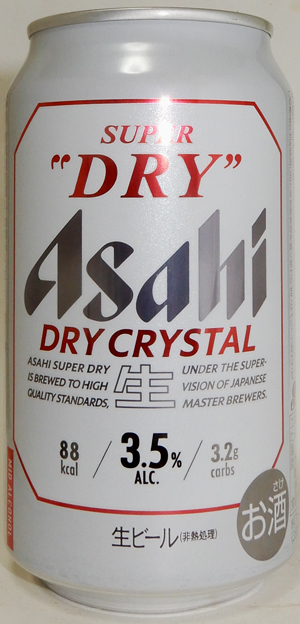 SUPER
"DRY"
Asahi
DRY CRYSTAL
ASAHI SUPER DRY
IS BREWED TO HIGH
QUALITY STANDARDS,
生
UNDER THE SUPER-
VISION OF JAPANESE
MASTER BREWERS.
88
kcal
3.5%
ALC.
3.2g
carbs
MID ALCOHOL
さけ
お酒
生ビール(非熱処理)